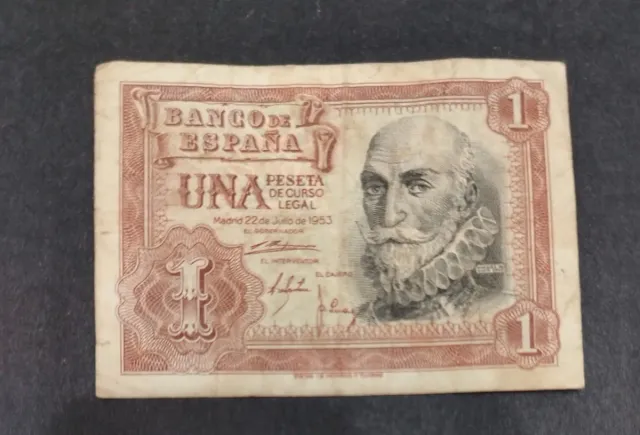 BANCO DE
ESPAÑA
1
UNA PESETA
DE CURSO
LEGAL
Madrid 22 de Julio de 1953
EL GOBERNADOR
EL INTERVENTOR
EL CAJERO
1
1